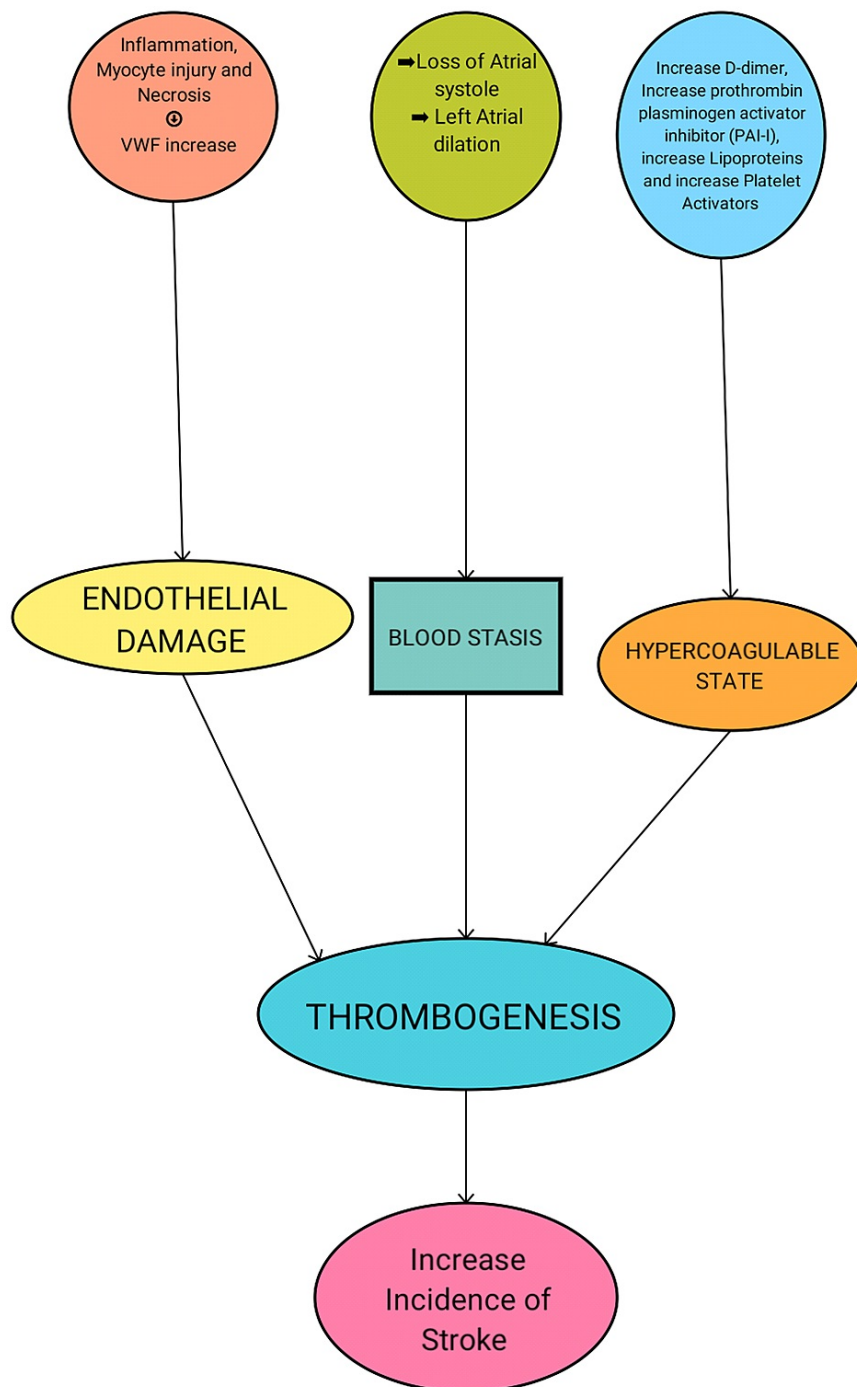 Inflammation,
Myocyte injury and
Necrosis
VWF increase
➡Loss of Atrial
systole
➡ Left Atrial
dilation
Increase D-dimer,
Increase prothrombin
plasminogen activator
inhibitor (PAI-I),
increase Lipoproteins
and increase Platelet
Activators
ENDOTHELIAL
DAMAGE
BLOOD STASIS
HYPERCOAGULABLE
STATE
THROMBOGENESIS
Increase
Incidence of
Stroke